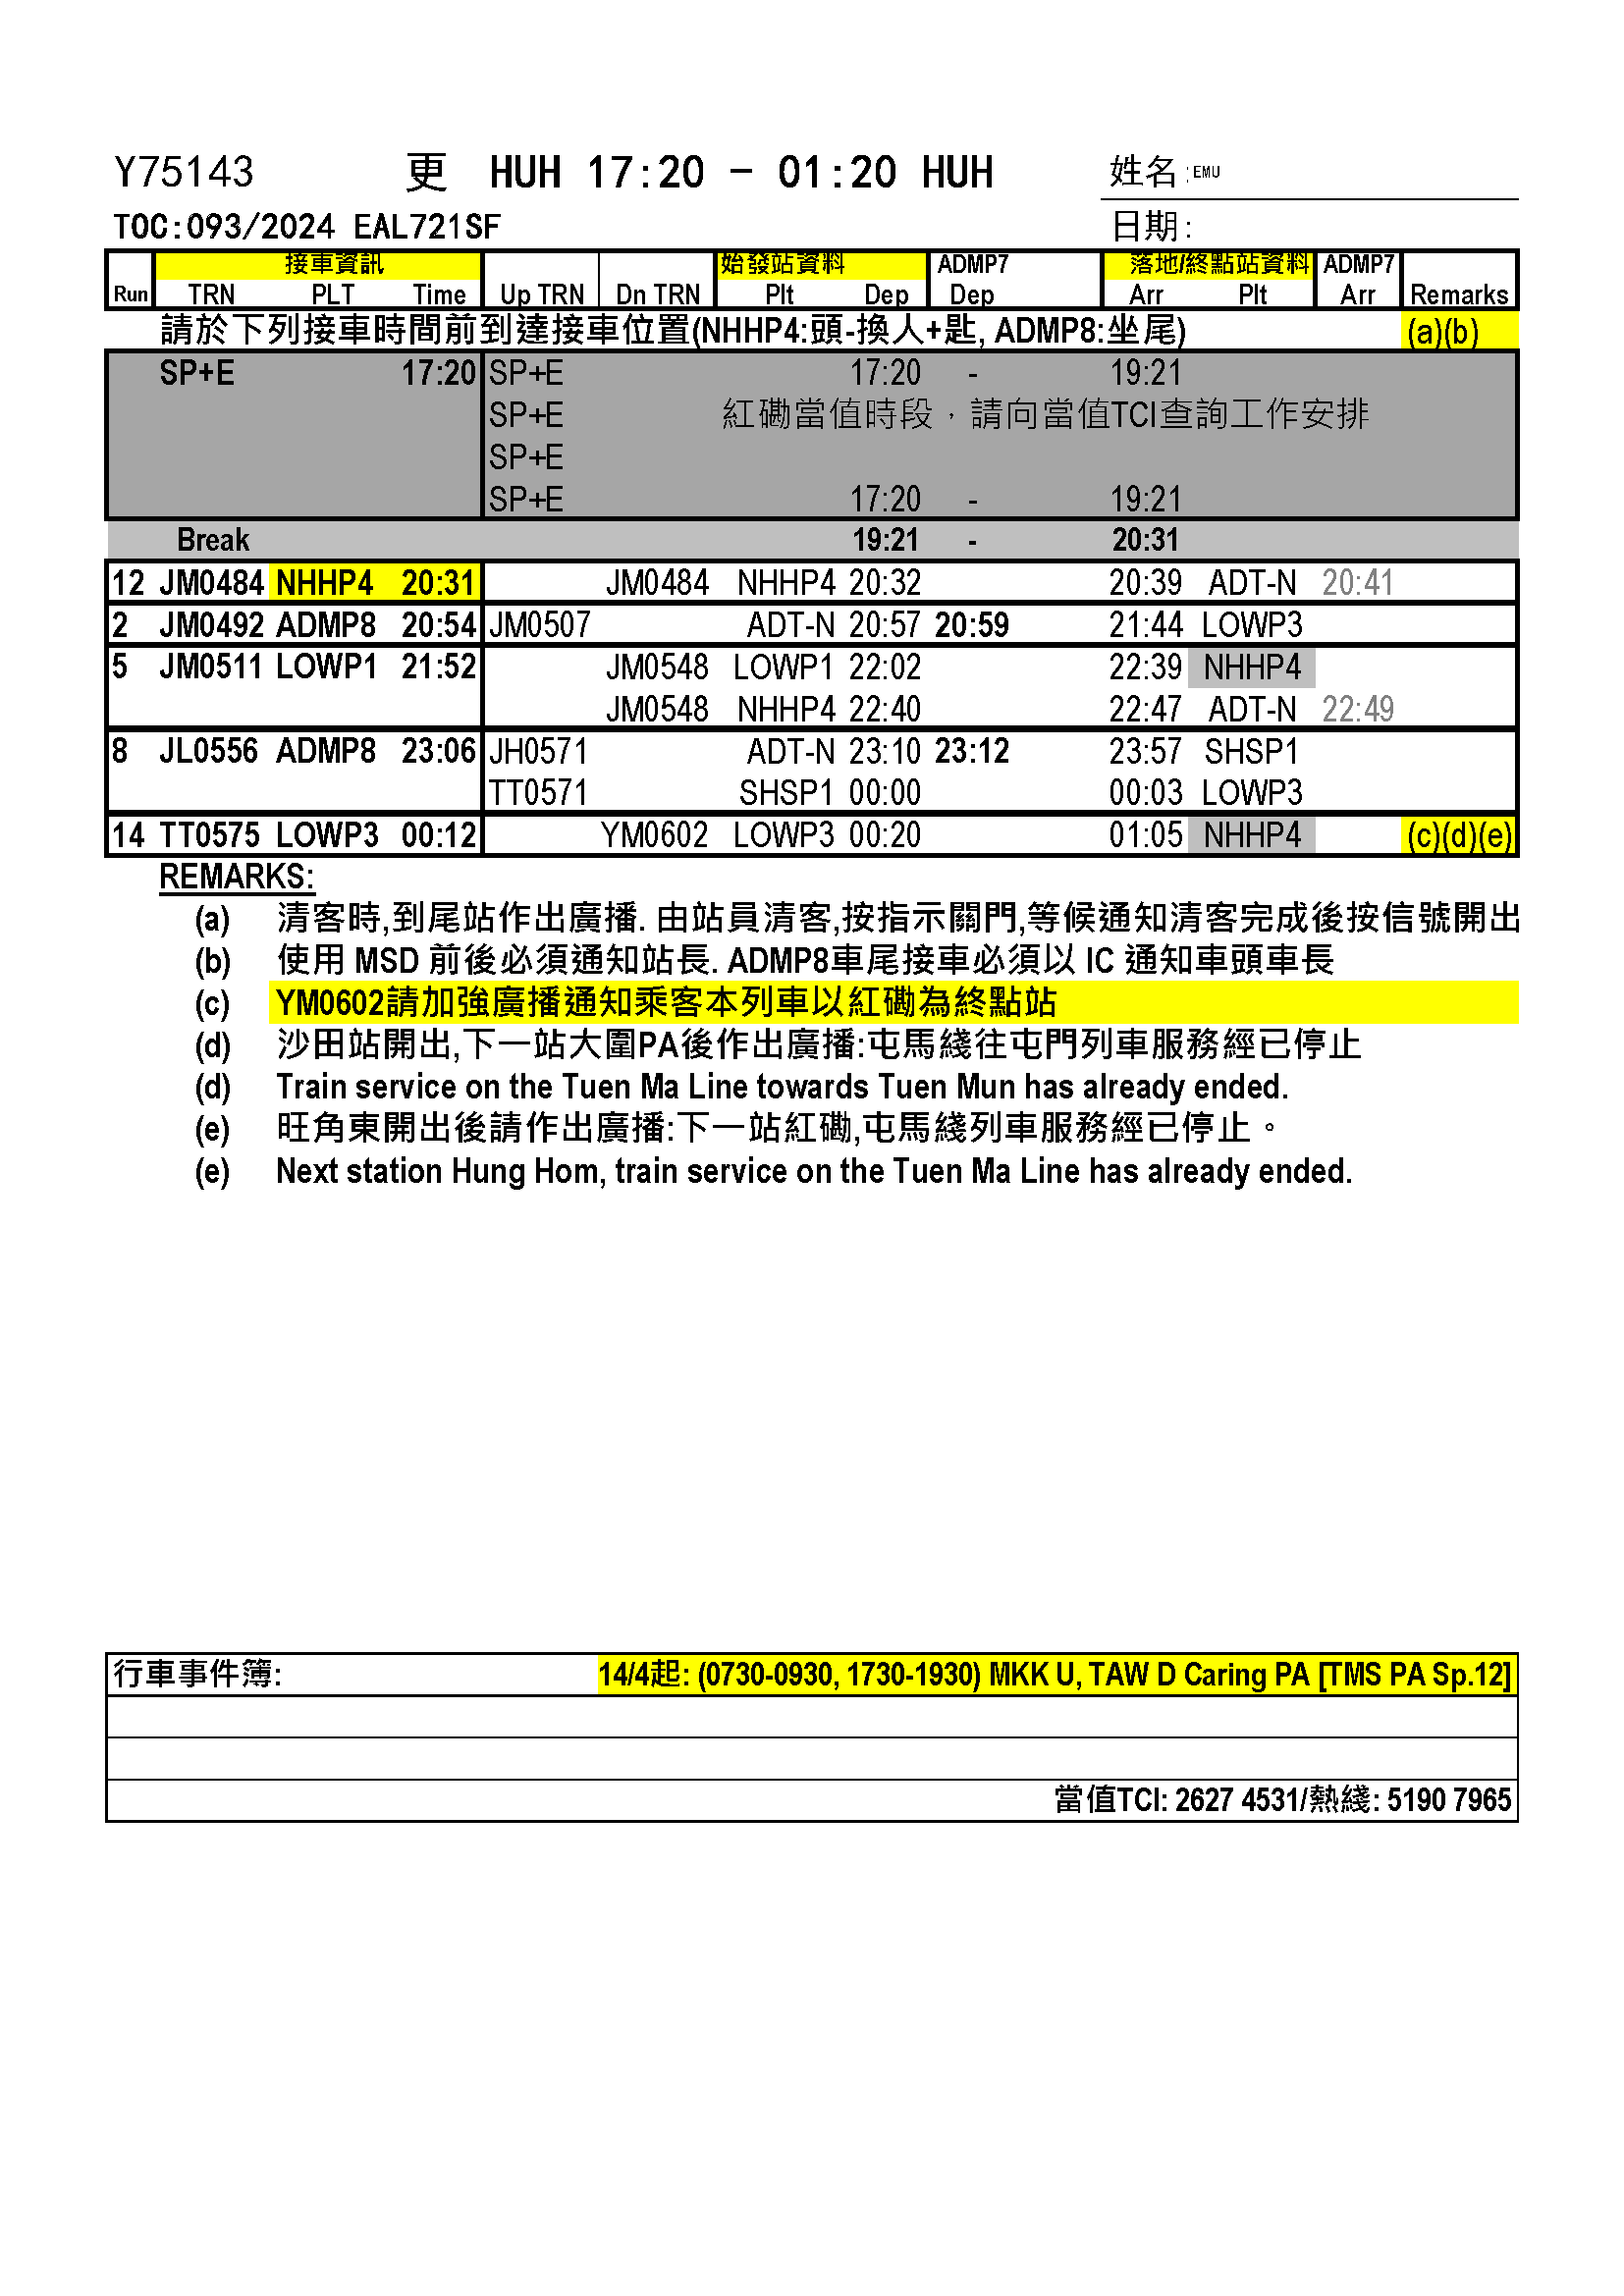 Y75143 更 HUH 17:20 - 01:20 HUH 姓名:EMU
TOC:093/2024 EAL721SF 日期:
接車資訊 始發站資料 ADMP7 落地/終點站資料 ADMP7
Run TRN PLT Time Up TRN Dn TRN Plt Dep Dep Arr Plt Arr Remarks
請於下列接車時間前到達接車位置(NHHP4:頭-換人+匙, ADMP8:坐尾) (a)(b)
SP+E 17:20 SP+E 17:20 - 19:21
SP+E 紅磡當值時段，請向當值TCI查詢工作安排
SP+E
SP+E 17:20 - 19:21
Break 19:21 - 20:31
12 JM0484 NHHP4 20:31 JM0484 NHHP4 20:32 20:39 ADT-N 20:41
2 JM0492 ADMP8 20:54 JM0507 ADT-N 20:57 20:59 21:44 LOWP3
5 JM0511 LOWP1 21:52 JM0548 LOWP1 22:02 22:39 NHHP4
JM0548 NHHP4 22:40 22:47 ADT-N 22:49
8 JL0556 ADMP8 23:06 JH0571 ADT-N 23:10 23:12 23:57 SHSP1
TT0571 SHSP1 00:00 00:03 LOWP3
14 TT0575 LOWP3 00:12 YM0602 LOWP3 00:20 01:05 NHHP4 (c)(d)(e)
REMARKS:
(a) 清客時,到尾站作出廣播. 由站員清客,按指示關門,等候通知清客完成後按信號開出
(b) 使用 MSD 前後必須通知站長. ADMP8車尾接車必須以 IC 通知車頭車長
(c) YM0602請加強廣播通知乘客本列車以紅磡為終點站
(d) 沙田站開出,下一站大圍PA後作出廣播:屯馬綫往屯門列車服務經已停止
(d) Train service on the Tuen Ma Line towards Tuen Mun has already ended.
(e) 旺角東開出後請作出廣播:下一站紅磡,屯馬綫列車服務經已停止。
(e) Next station Hung Hom, train service on the Tuen Ma Line has already ended.
行車事件簿: 14/4起: (0730-0930, 1730-1930) MKK U, TAW D Caring PA [TMS PA Sp.12]
當值TCI: 2627 4531/熱綫: 5190 7965